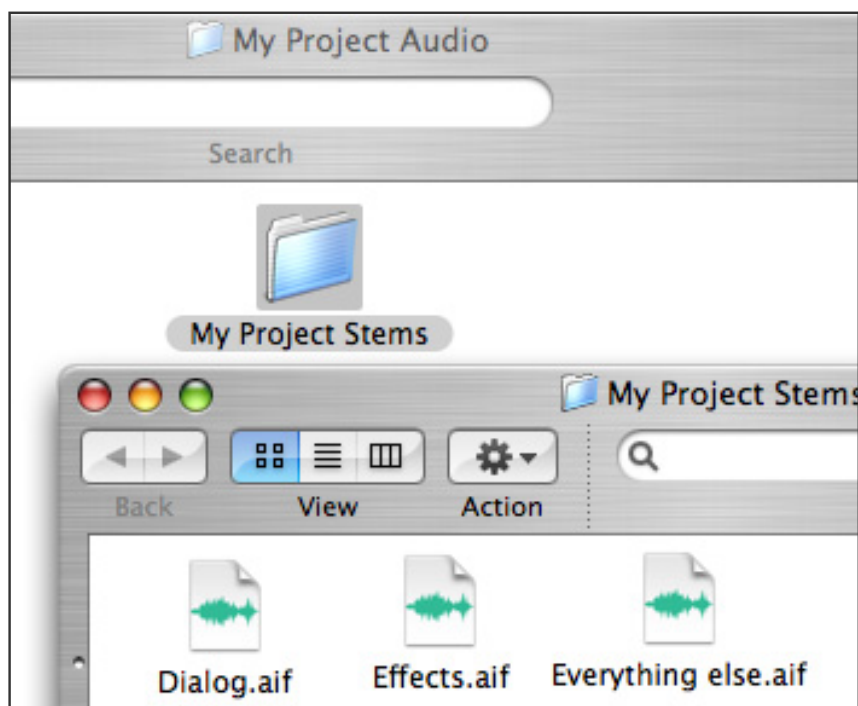 My Project Audio
Search
My Project Stems
My Project Stems
Back View Action
Dialog.aif Effects.aif Everything else.aif